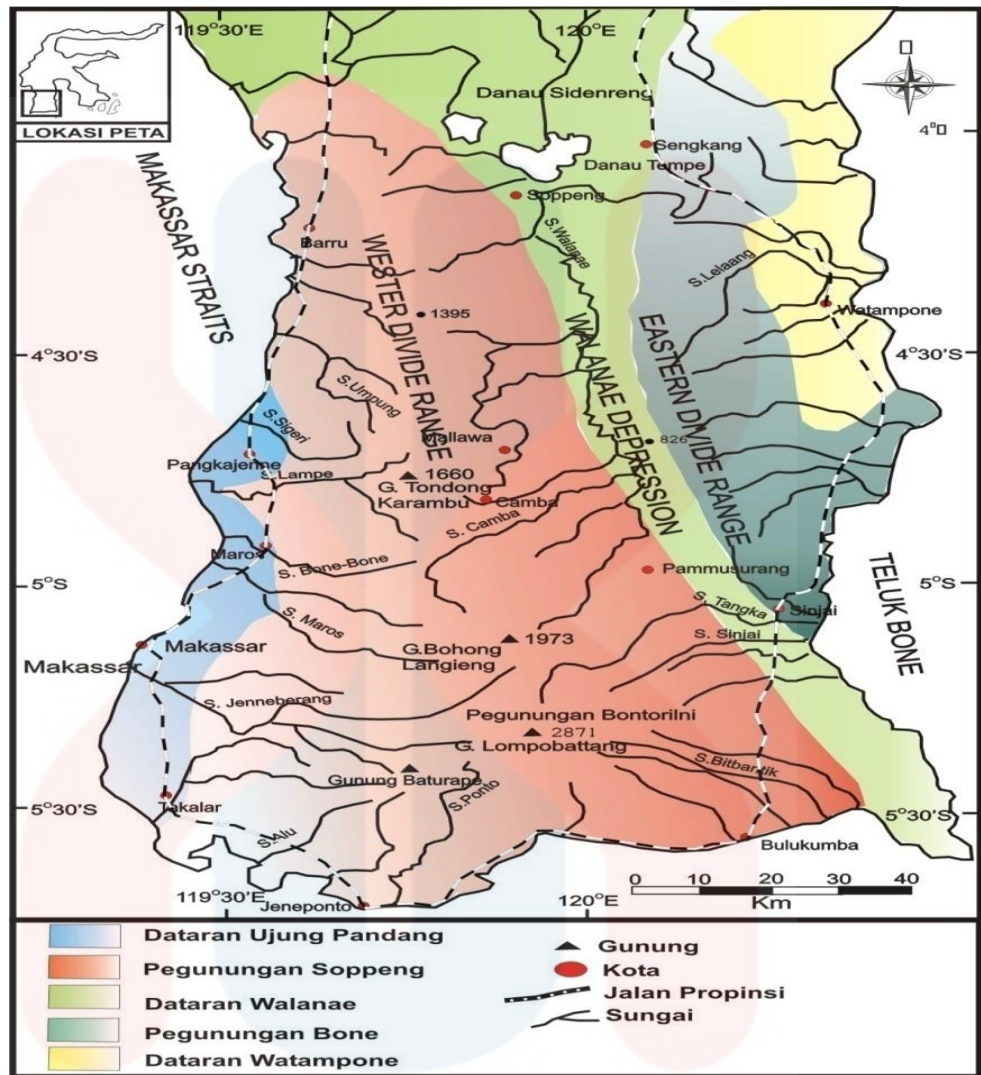 119°30'E
120°E
LOKASI PETA
Danau Sidenreng
4°
Sengkang
Danau Tempe
MAKASSAR STRAITS
Soppeng
S.Walanae
Barru
WESTER DIVIDE RANGE
S.Lelaang
1395
Watampone
4°30'S
4°30'S
WALANAE DEPRESSION
EASTERN DIVIDE RANGE
S.Umpung
S.Sigeri
Mallawa
826
Pangkajenne
S.Lampe
1660
G. Tondong
Karambu
Camba
S. Camba
Maros
S. Bone-Bone
Pammusurang
5°S
5°S
TELUK BONE
S. Tangka
Sinjai
S. Maros
S. Sinjai
1973
G.Bohong
Langieng
Makassar
Makassar
S. Jenneberang
Pegunungan Bontorilni
2871
G. Lompobattang
S.Bitbantik
Gunung Baturape
S.Ponto
Takalar
5°30'S
5°30'S
S.Alu
Bulukumba
119°30'E
Jeneponto
120°E
0 10 20 30 40
Km
Dataran Ujung Pandang
Pegunungan Soppeng
Dataran Walanae
Pegunungan Bone
Dataran Watampone
Gunung
Kota
Jalan Propinsi
Sungai